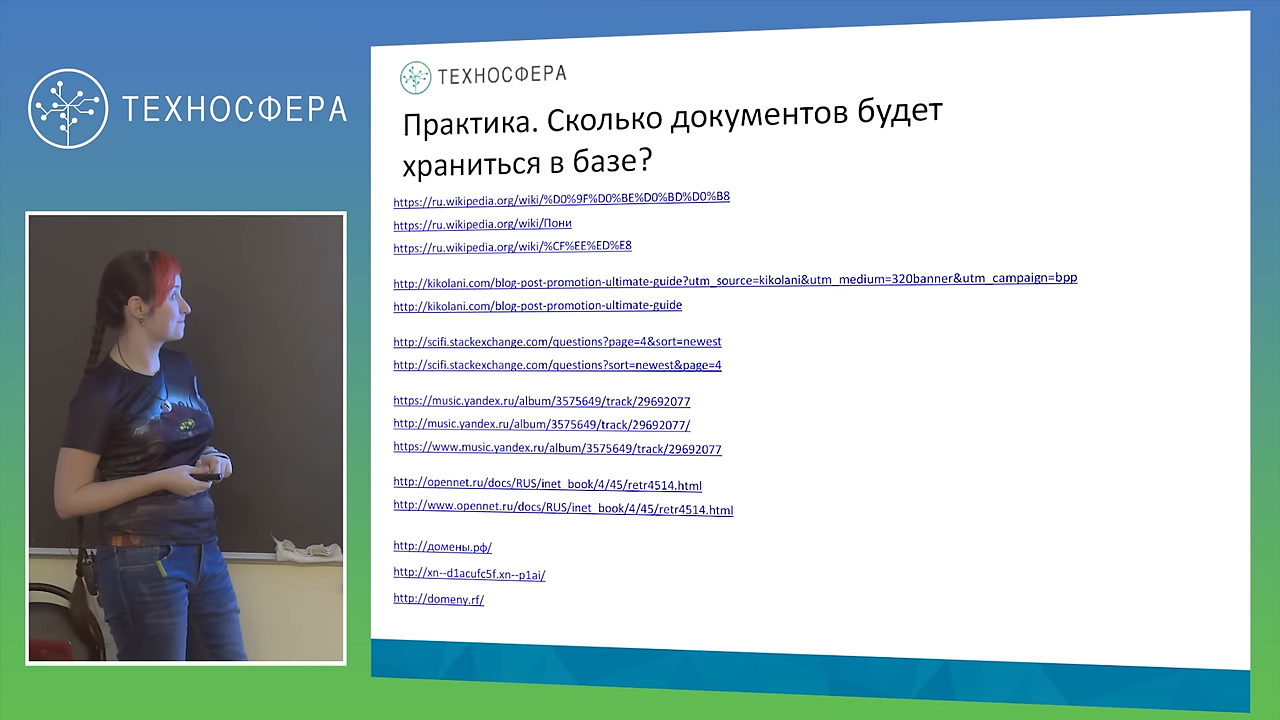 ТЕХНОСФЕРА
ТЕХНОСФЕРА
Практика. Сколько документов будет
храниться в базе?
https://ru.wikipedia.org/wiki/%D0%9F%D0%BE%D0%BD%D0%B8
https://ru.wikipedia.org/wiki/Пони
https://ru.wikipedia.org/wiki/%CF%EE%ED%E8
http://kikolani.com/blog-post-promotion-ultimate-guide?utm_source=kikolani&utm_medium=320banner&utm_campaign=bpp
http://kikolani.com/blog-post-promotion-ultimate-guide
http://scifi.stackexchange.com/questions?page=4&sort=newest
http://scifi.stackexchange.com/questions?sort=newest&page=4
https://music.yandex.ru/album/3575649/track/29692077
http://music.yandex.ru/album/3575649/track/29692077/
https://www.music.yandex.ru/album/3575649/track/29692077
http://opennet.ru/docs/RUS/inet_book/4/45/retr4514.html
http://www.opennet.ru/docs/RUS/inet_book/4/45/retr4514.html
http://домены.рф/
http://xn--d1acufc5f.xn--p1ai/
http://domeny.rf/